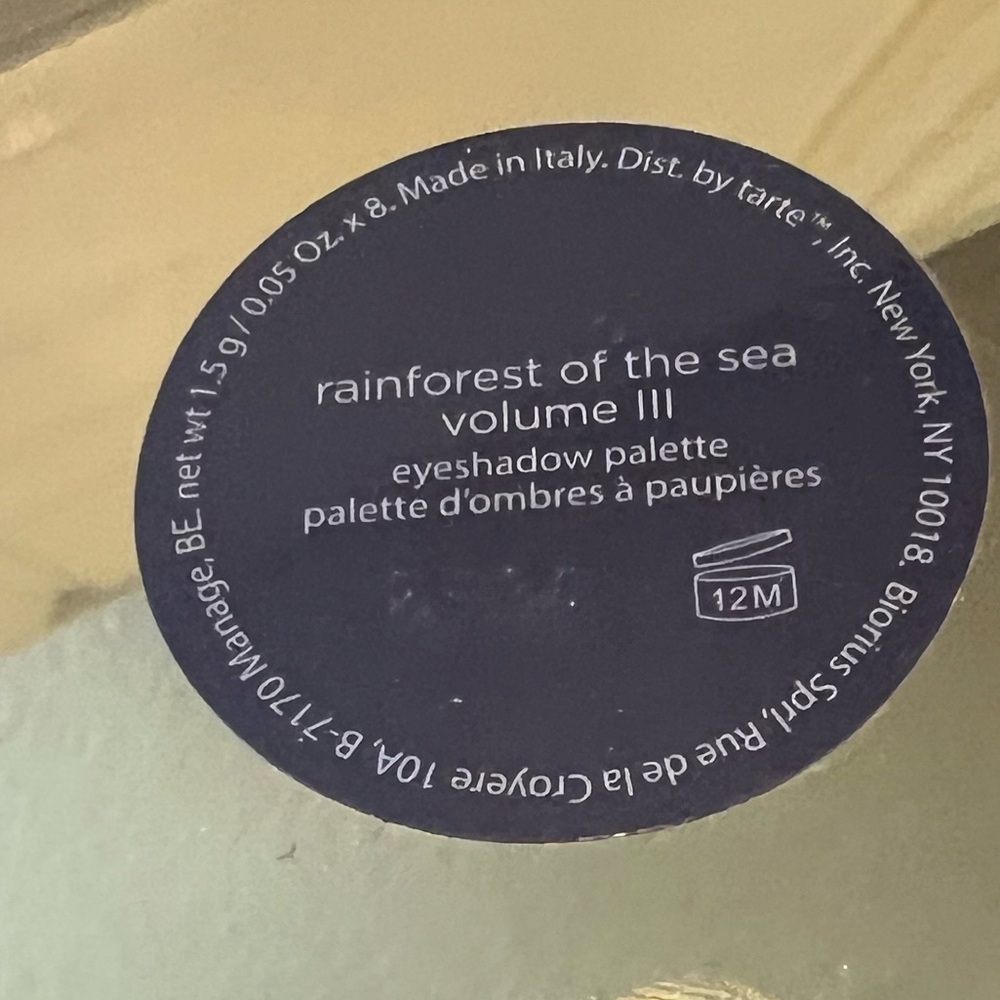 net wt 1.5 g / 0.05 Oz. x 8. Made in Italy. Dist. by tarte™, Inc. New York, NY 10018. Biorius Sprl, Rue de la Croyere 10A, B-7170 Manage, BE.
rainforest of the sea
volume III
eyeshadow palette
palette d'ombres à paupières
12M